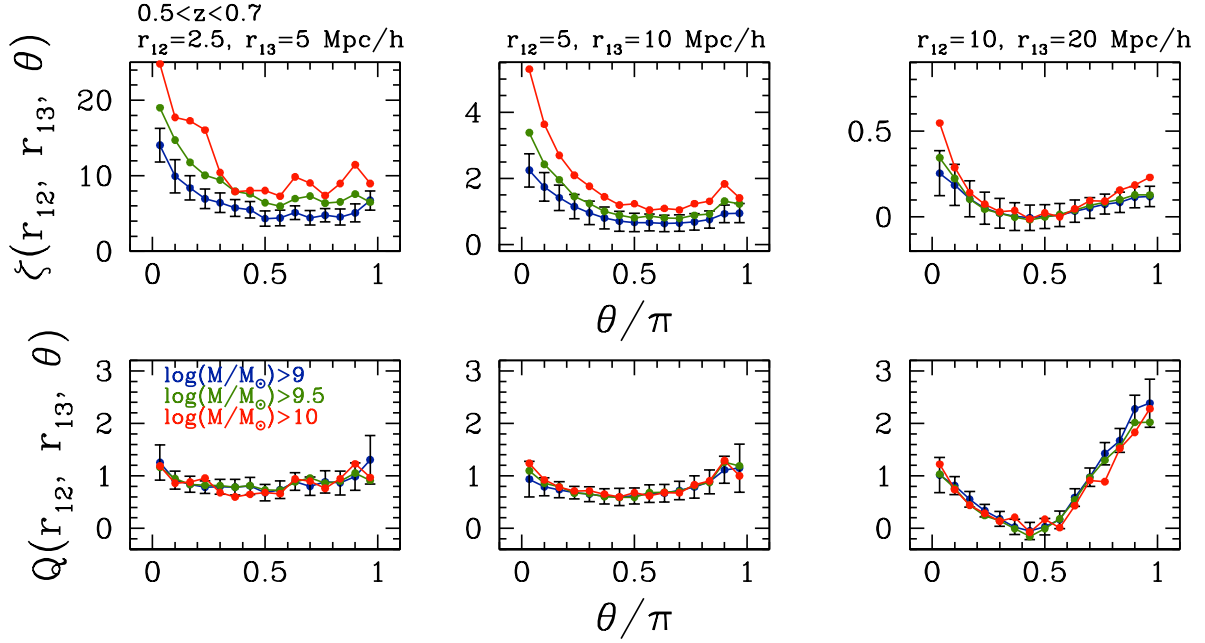 0.5<z<0.7
r₁₂=2.5, r₁₃=5 Mpc/h
r₁₂=5, r₁₃=10 Mpc/h
r₁₂=10, r₁₃=20 Mpc/h
ζ(r₁₂, r₁₃, θ)
20
10
0
0 0.5 1
4
2
0
0 0.5 1
0.5
0
0 0.5 1
θ/π
Q(r₁₂, r₁₃, θ)
log(M/M☉)>9
log(M/M☉)>9.5
log(M/M☉)>10
3
2
1
0
0 0.5 1
3
2
1
0
0 0.5 1
3
2
1
0
0 0.5 1
θ/π